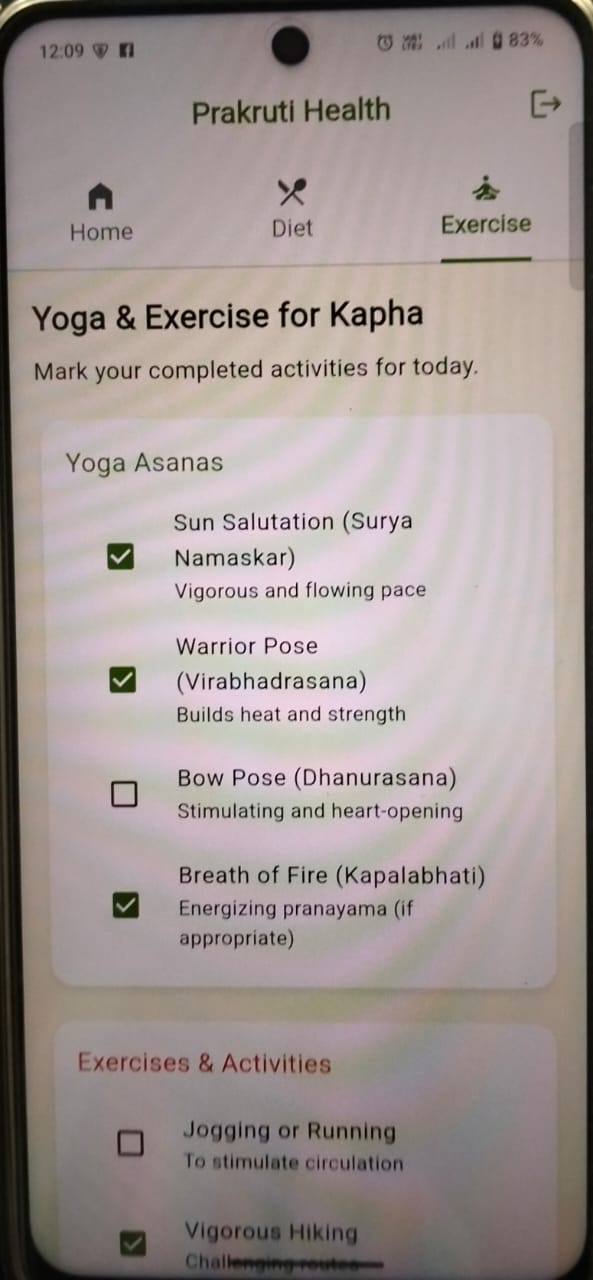 12:09
83%
Prakruti Health
Home
Diet
Exercise
Yoga & Exercise for Kapha
Mark your completed activities for today.
Yoga Asanas
Sun Salutation (Surya
Namaskar)
Vigorous and flowing pace
Warrior Pose
(Virabhadrasana)
Builds heat and strength
Bow Pose (Dhanurasana)
Stimulating and heart-opening
Breath of Fire (Kapalabhati)
Energizing pranayama (if
appropriate)
Exercises & Activities
Jogging or Running
To stimulate circulation
Vigorous Hiking
Challenging routes